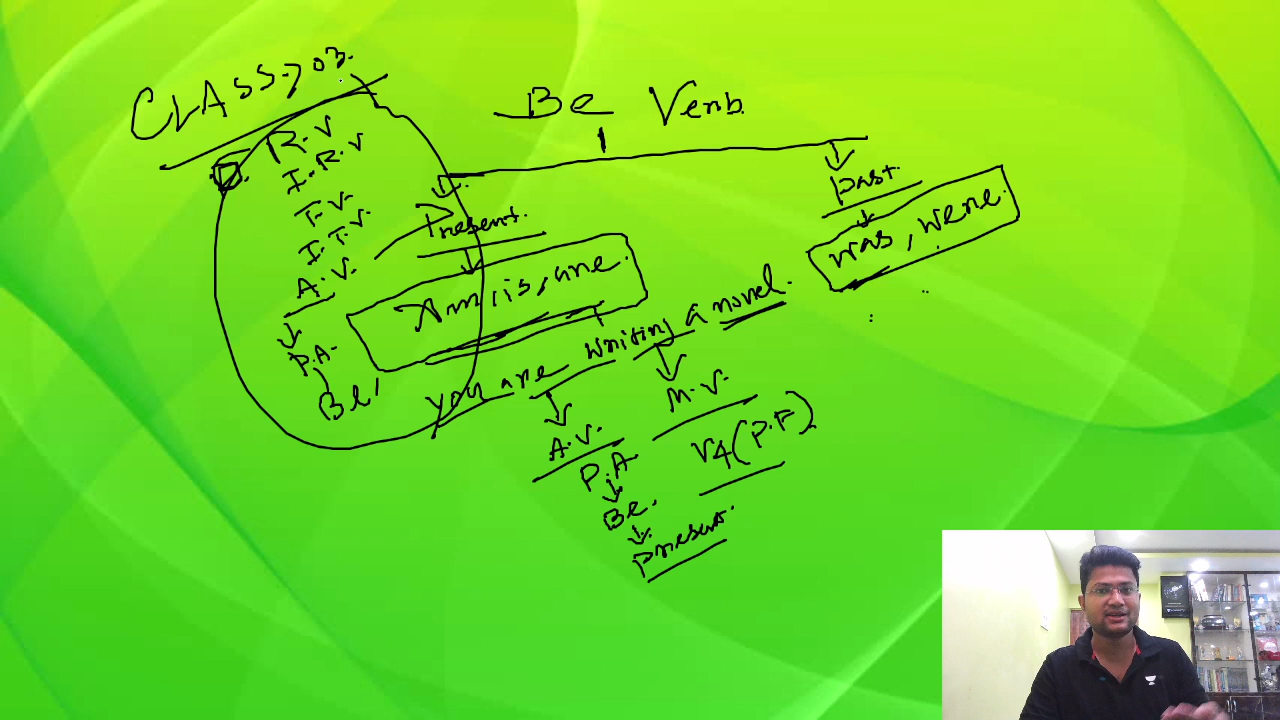 CLASS → 03.
R.V
I.R.V
T.V.
I.T.V.
A.V.
P.A.
Be
Be Verb.
Present.
Am, is, are.
Past.
was, were.
you are writing a novel.
A.V.
P.A
Be.
present.
M.V.
V4 (P.F)